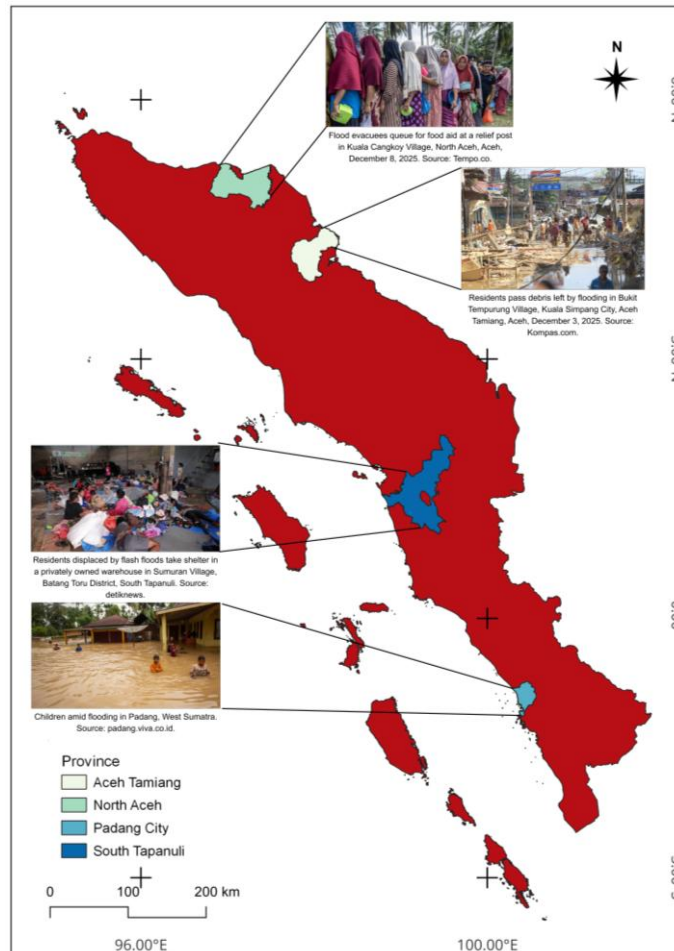 N
Flood evacuees queue for food aid at a relief post
in Kuala Cangkoy Village, North Aceh, Aceh,
December 8, 2025. Source: Tempo.co.
Residents pass debris left by flooding in Bukit
Tempurung Village, Kuala Simpang City, Aceh
Tamiang, Aceh, December 3, 2025. Source:
Kompas.com.
Residents displaced by flash floods take shelter in
a privately owned warehouse in Sumuran Village,
Batang Toru District, South Tapanuli. Source:
detiknews.
Children amid flooding in Padang, West Sumatra.
Source: padang.viva.co.id.
Province
Aceh Tamiang
North Aceh
Padang City
South Tapanuli
0 100 200 km
96.00°E 100.00°E